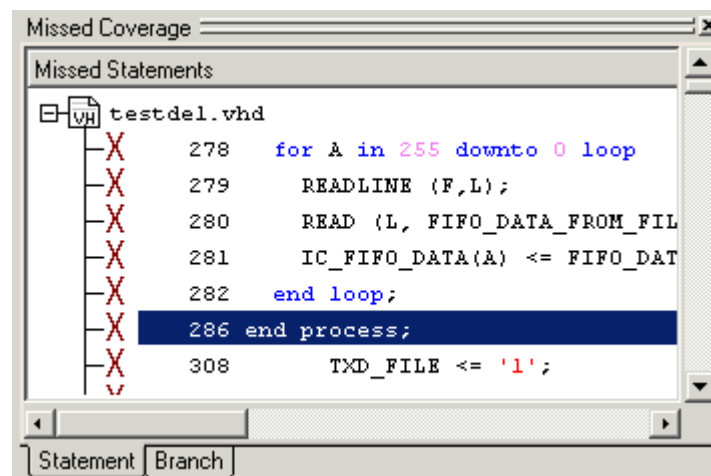 Missed Coverage
Missed Statements
VH testdel.vhd
X 278 for A in 255 downto 0 loop
X 279 READLINE (F,L);
X 280 READ (L, FIFO_DATA_FROM_FIL
X 281 IC_FIFO_DATA(A) <= FIFO_DAT
X 282 end loop;
X 286 end process;
X 308 TXD_FILE <= '1';
Statement Branch